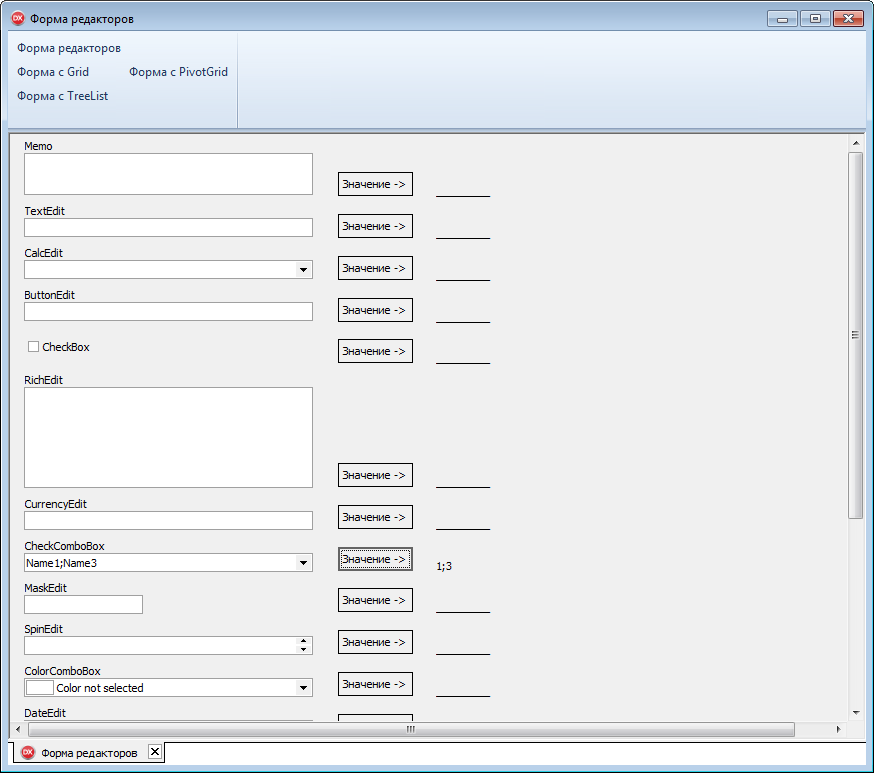 Форма редакторов
Форма редакторов
Форма с Grid Форма с PivotGrid
Форма с TreeList
Memo
Значение ->
TextEdit
Значение ->
CalcEdit
Значение ->
ButtonEdit
Значение ->
CheckBox Значение ->
RichEdit
Значение ->
CurrencyEdit
Значение ->
CheckComboBox
Name1;Name3 Значение -> 1;3
MaskEdit
Значение ->
SpinEdit
Значение ->
ColorComboBox
Color not selected Значение ->
DateEdit
DX Форма редакторов